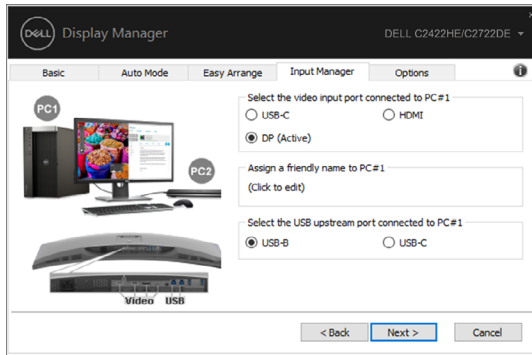 DELL Display Manager
DELL C2422HE/C2722DE
Basic
Auto Mode
Easy Arrange
Input Manager
Options
PC1
PC2
Video USB
Select the video input port connected to PC#1
USB-C
HDMI
DP (Active)
Assign a friendly name to PC#1
(Click to edit)
Select the USB upstream port connected to PC#1
USB-B
USB-C
< Back
Next >
Cancel